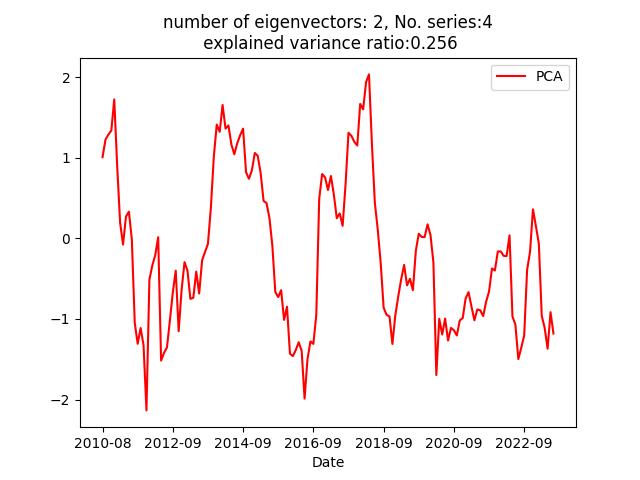 number of eigenvectors: 2, No. series:4
explained variance ratio:0.256
PCA
2
1
0
−1
−2
2010-08 2012-09 2014-09 2016-09 2018-09 2020-09 2022-09
Date